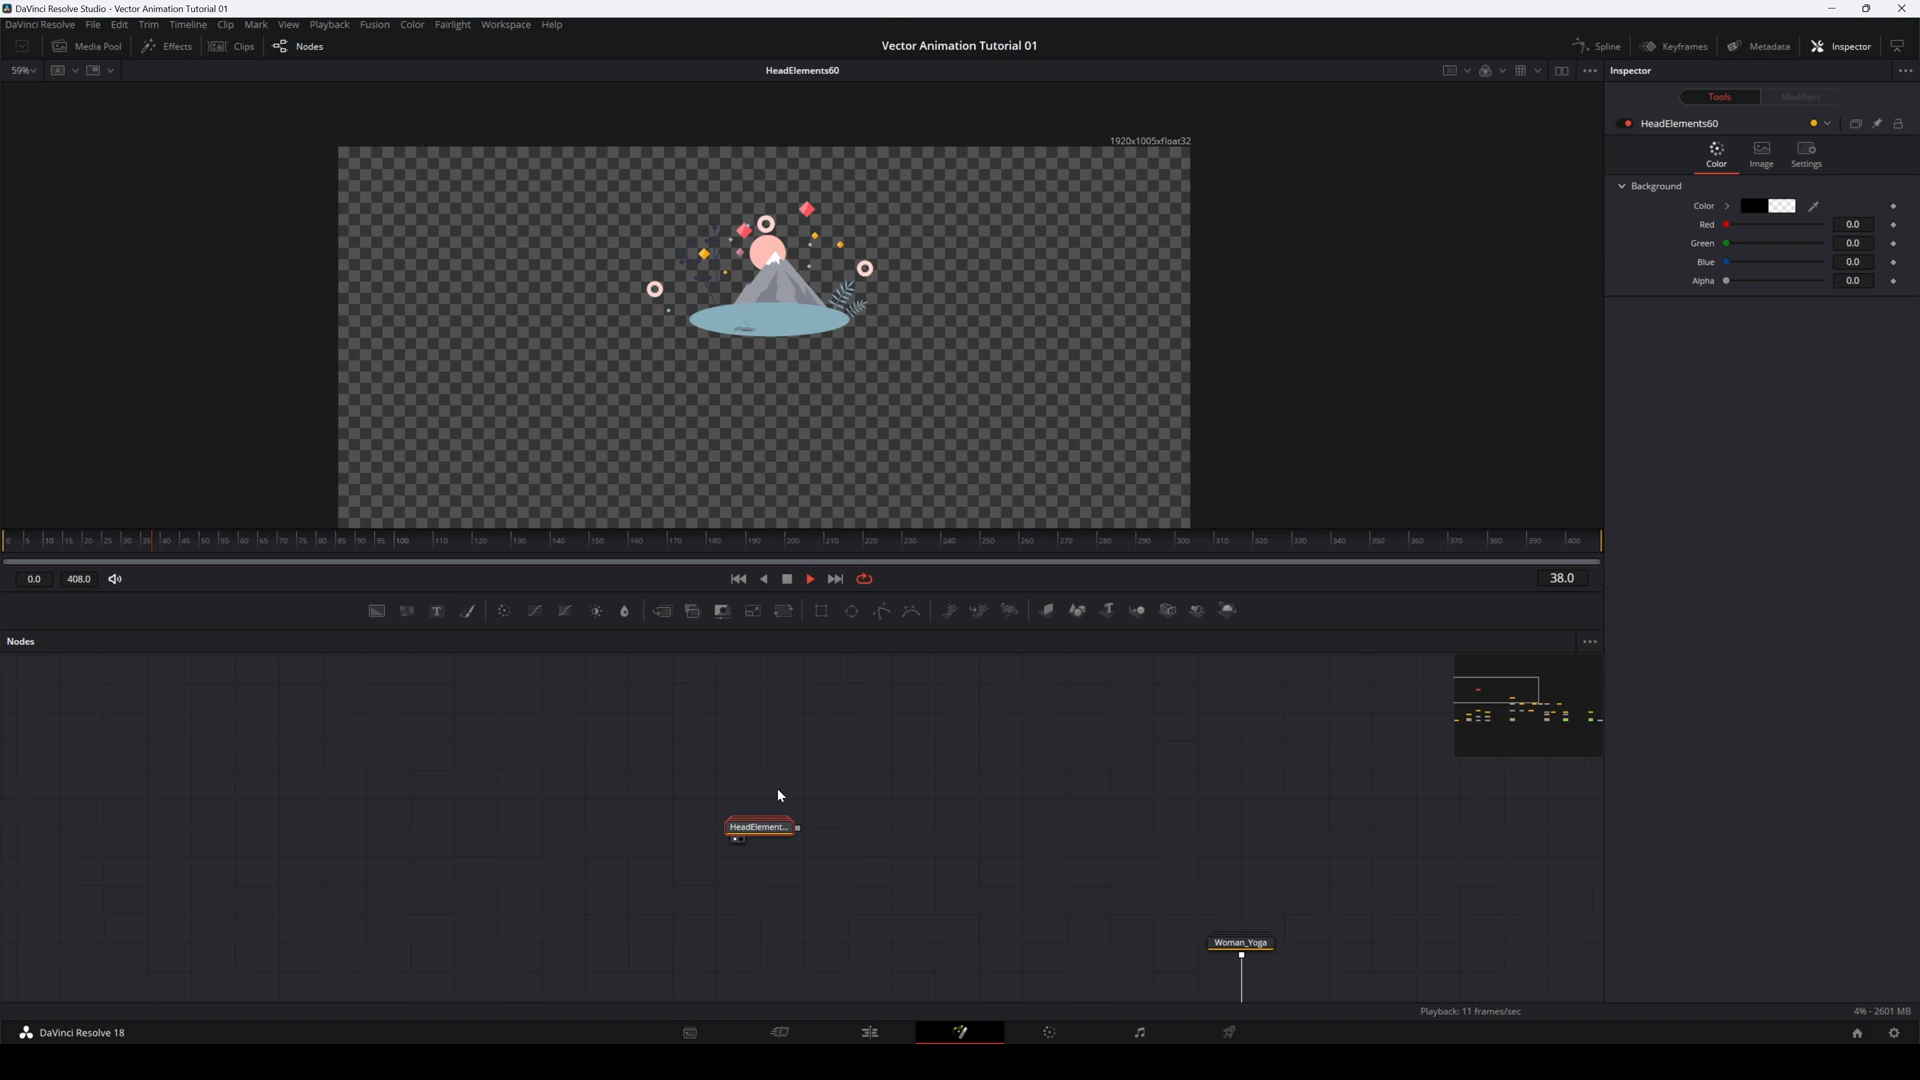 DaVinci Resolve Studio - Vector Animation Tutorial 01
DaVinci Resolve File Edit Trim Timeline Clip Mark View Playback Fusion Color Fairlight Workspace Help
Media Pool Effects Clips Nodes Vector Animation Tutorial 01 Spline Keyframes Metadata Inspector
59% HeadElements60 Inspector
Tools Modifiers
HeadElements60
1920x1005xfloat32
Color Image Settings
Background
Color
Red 0.0
Green 0.0
Blue 0.0
Alpha 0.0
0 5 10 15 20 25 30 35 40 45 50 55 60 65 70 75 80 85 90 95 100 110 120 130 140 150 160 170 180 190 200 210 220 230 240 250 260 270 280 290 300 310 320 330 340 350 360 370 380 390 400
0.0 408.0 38.0
Nodes
HeadElement...
Woman_Yoga
Playback: 11 frames/sec 4% - 2601 MB
DaVinci Resolve 18